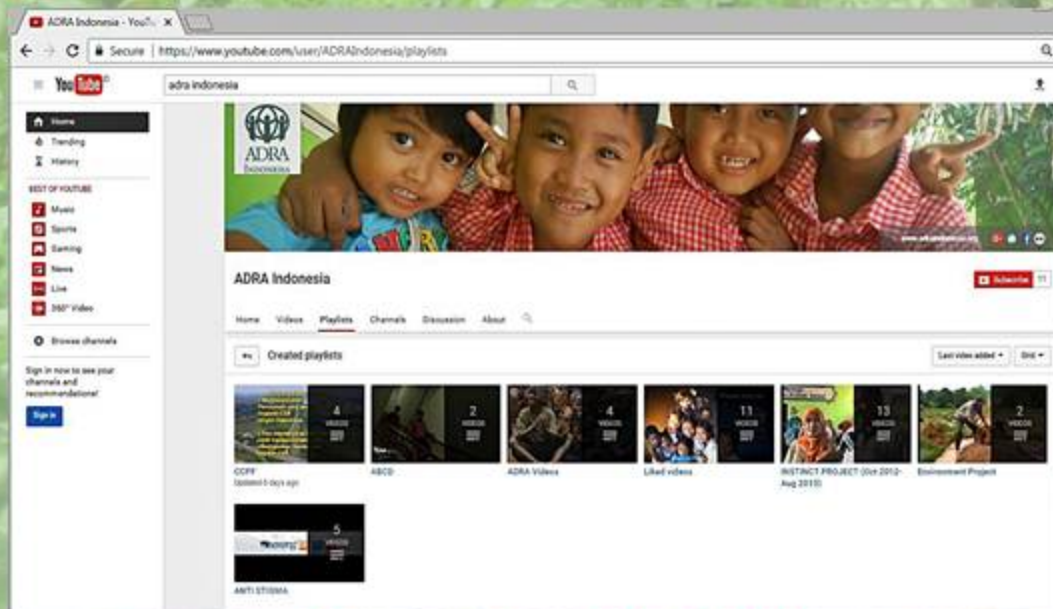 ADRA Indonesia - YouTu
Secure | https://www.youtube.com/user/ADRAIndonesia/playlists
YouTube
adra indonesia
Home
Trending
History
BEST OF YOUTUBE
Music
Sports
Gaming
News
Live
360° Video
Browse channels
Sign in now to see your
channels and
recommendations!
Sign in
ADRA
INDONESIA
ADRA Indonesia
Subscribe 11
Home Videos Playlists Channels Discussion About
Created playlists
Last video added
Grid
4
VIDEOS
CCPF
Updated 6 days ago
2
VIDEOS
ABCD
4
VIDEOS
ADRA Videos
11
VIDEOS
Liked videos
13
VIDEOS
INSTINCT PROJECT (Oct 2012-
Aug 2015)
2
VIDEOS
Environment Project
5
VIDEOS
ANTI STIGMA